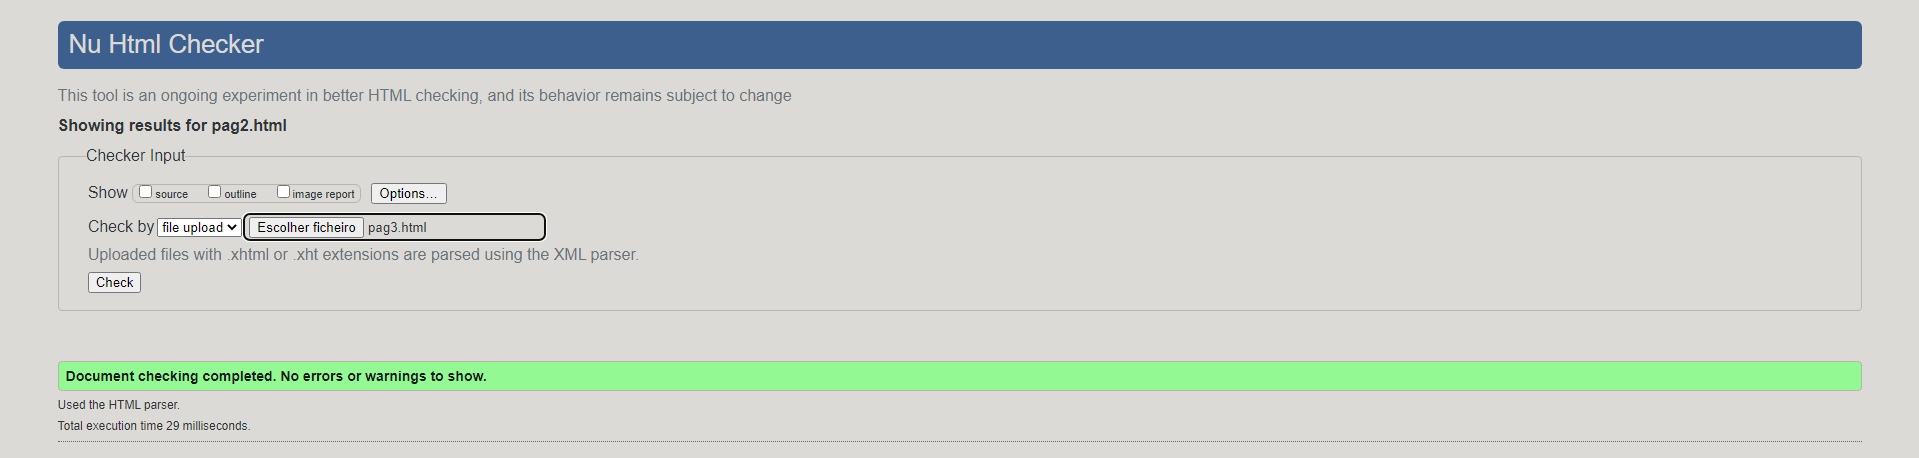 Nu Html Checker
This tool is an ongoing experiment in better HTML checking, and its behavior remains subject to change
Showing results for pag2.html
Checker Input
Show source outline image report Options...
Check by file upload Escolher ficheiro pag3.html
Uploaded files with .xhtml or .xht extensions are parsed using the XML parser.
Check
Document checking completed. No errors or warnings to show.
Used the HTML parser.
Total execution time 29 milliseconds.